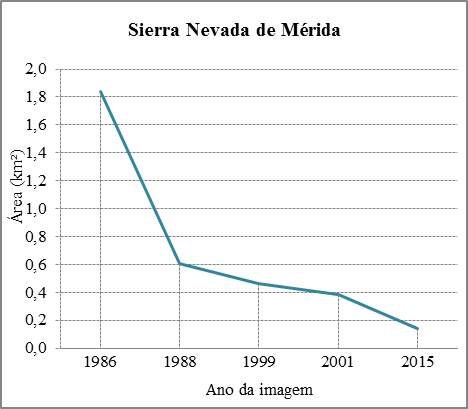 Sierra Nevada de Mérida
2,0
1,8
1,6
1,4
1,2
1,0
0,8
0,6
0,4
0,2
0,0
Área (km²)
1986 1988 1999 2001 2015
Ano da imagem